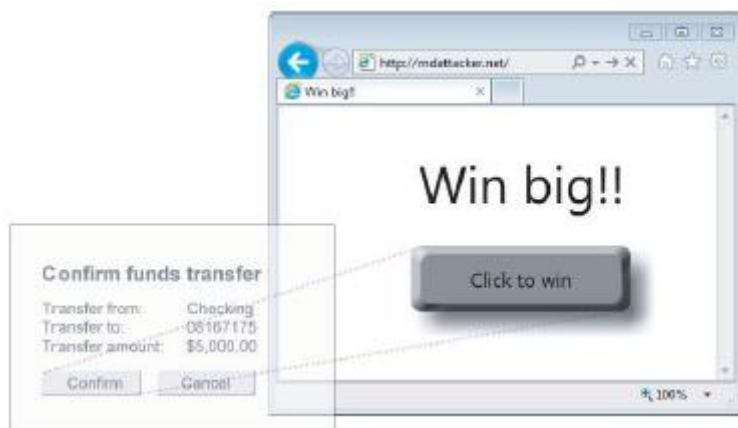 http://mdattacker.net/
Win big!!
Win big!!
Click to win
Confirm funds transfer
Transfer from: Checking
Transfer to: 08167175
Transfer amount: $5,000.00
Confirm Cancel
100%